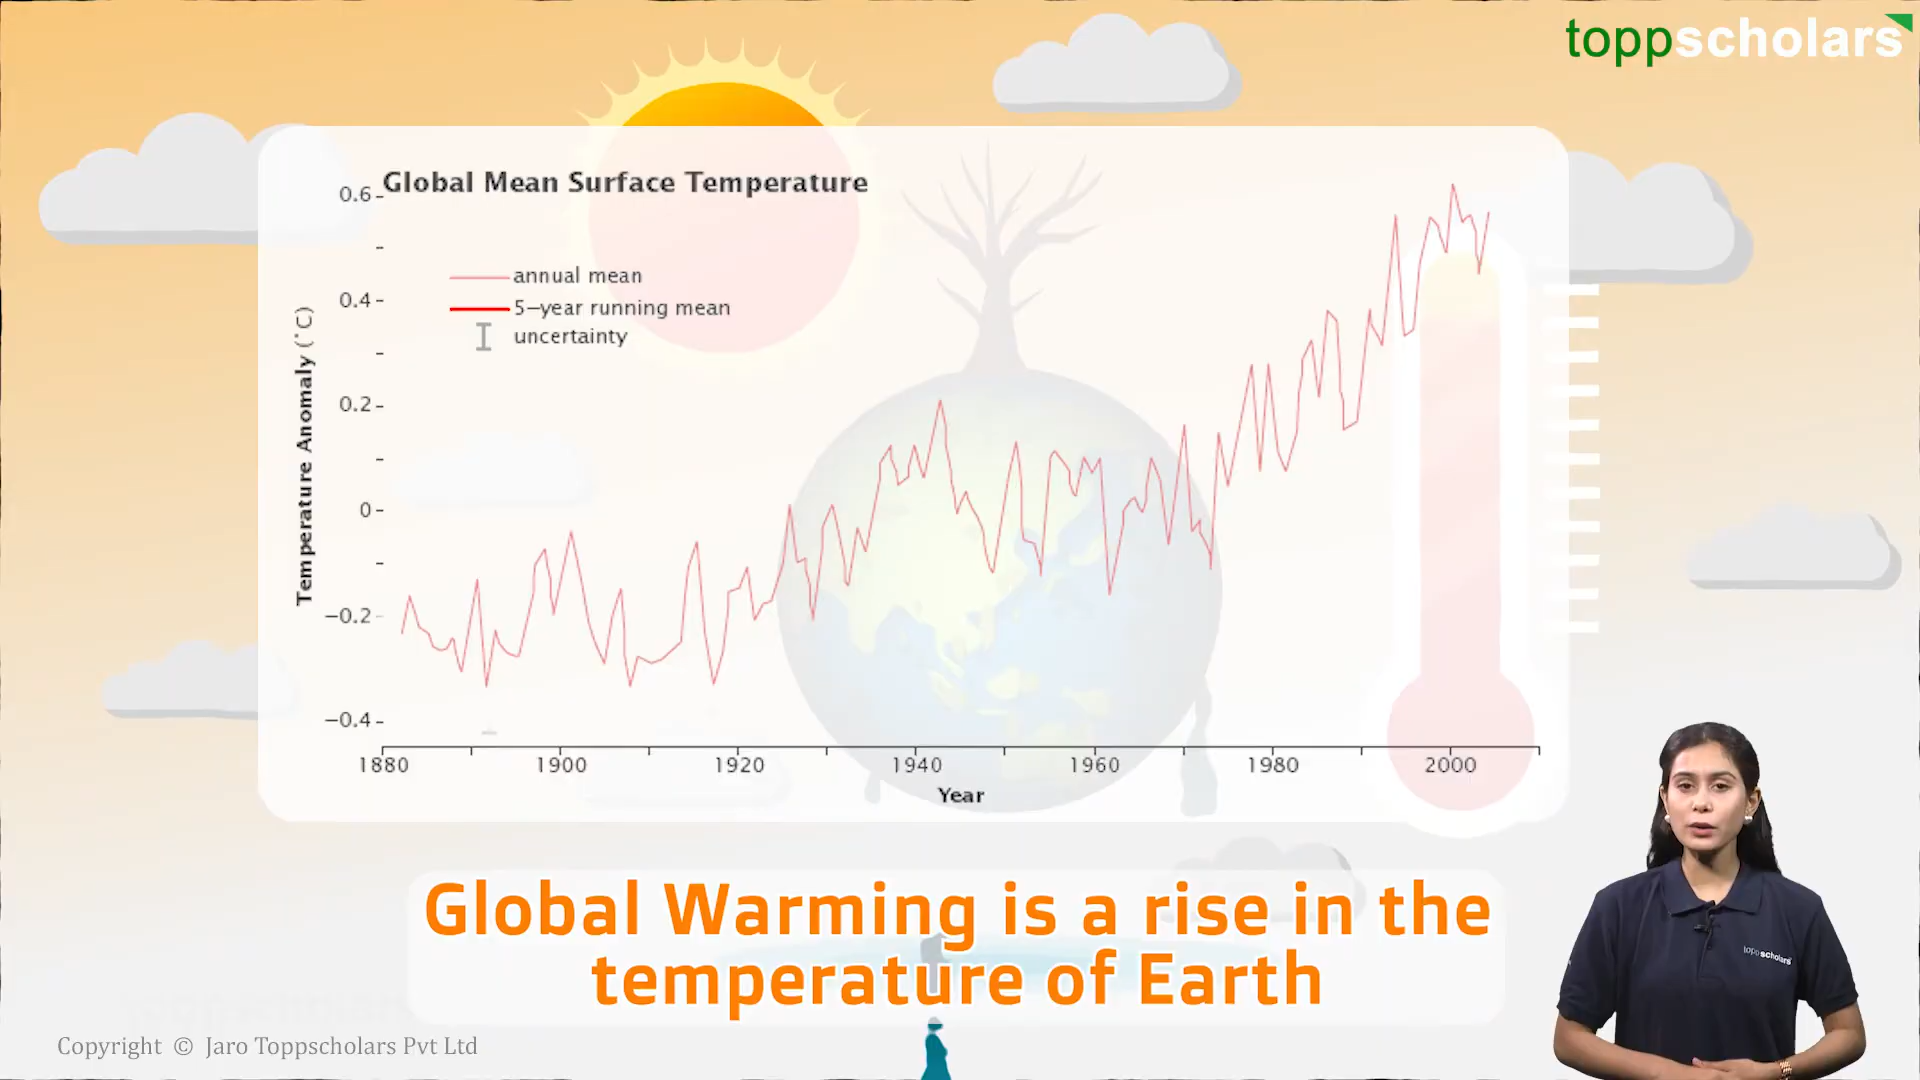 toppscholars
Global Mean Surface Temperature
0.6
annual mean
5-year running mean
uncertainty
0.4
0.2
0
−0.2
−0.4
Temperature Anomaly (˚C)
1880 1900 1920 1940 1960 1980 2000
Year
Global Warming is a rise in the
temperature of Earth
toppscholars
Copyright © Jaro Toppscholars Pvt Ltd